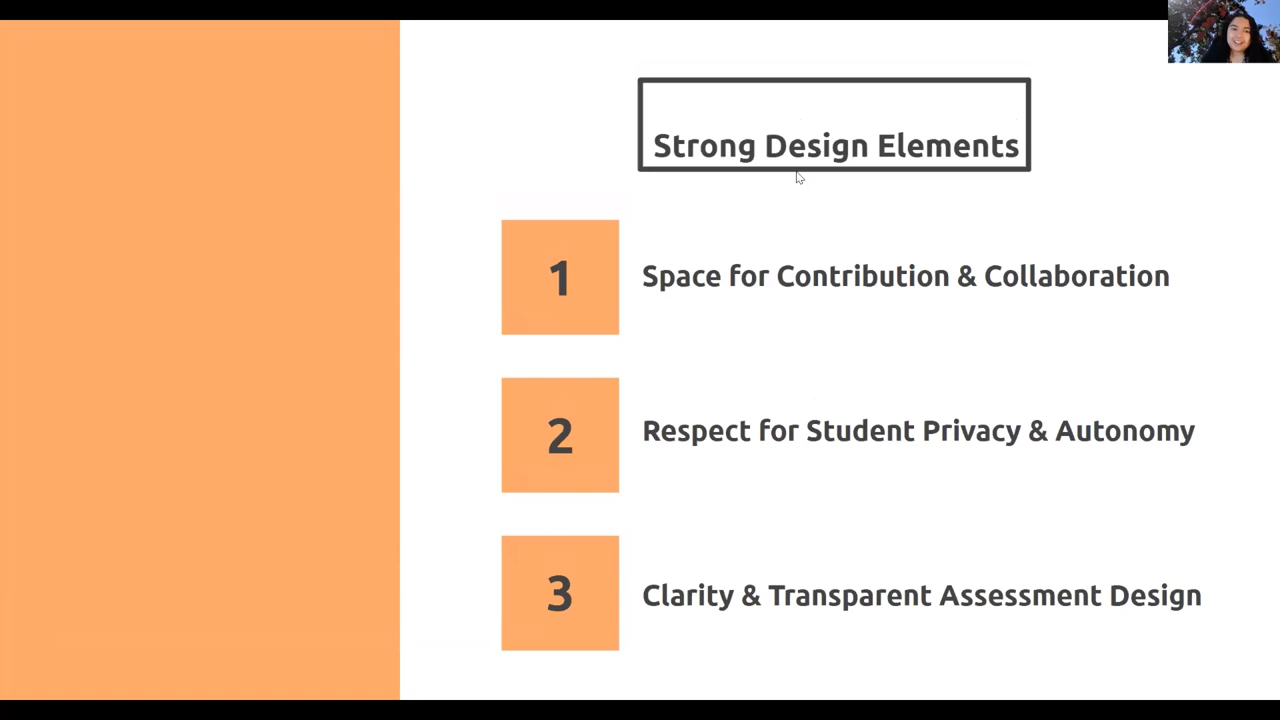 Strong Design Elements
1
Space for Contribution & Collaboration
2
Respect for Student Privacy & Autonomy
3
Clarity & Transparent Assessment Design